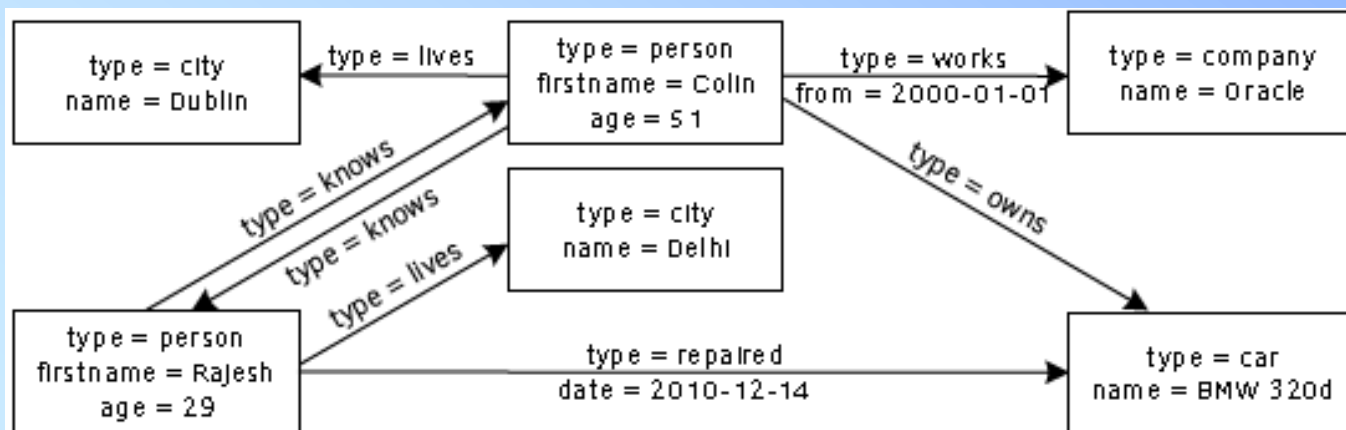 type = city
name = Dublin
type = lives
type = person
firstname = Colin
age = 51
type = works
from = 2000-01-01
type = company
name = Oracle
type = knows
type = knows
type = lives
type = city
name = Delhi
type = owns
type = person
firstname = Rajesh
age = 29
type = repaired
date = 2010-12-14
type = car
name = BMW 320d